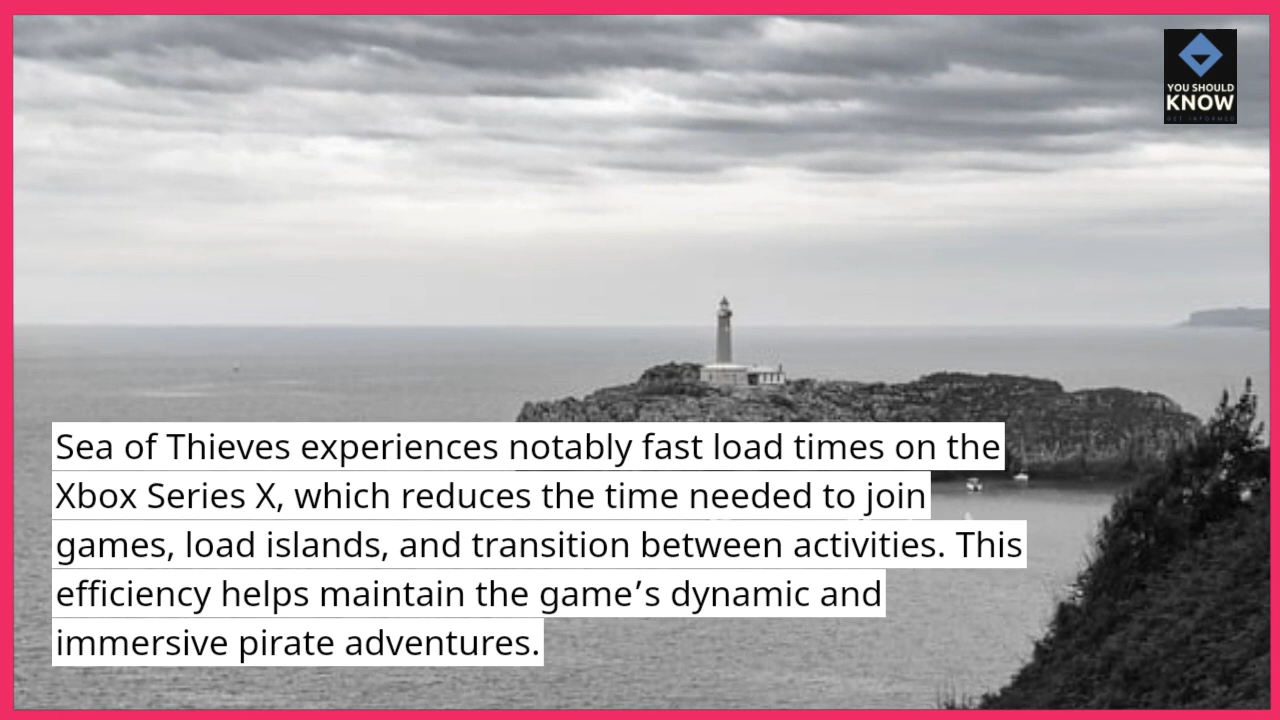 YOU SHOULD
KNOW
GET INFORMED
Sea of Thieves experiences notably fast load times on the
Xbox Series X, which reduces the time needed to join
games, load islands, and transition between activities. This
efficiency helps maintain the game’s dynamic and
immersive pirate adventures.